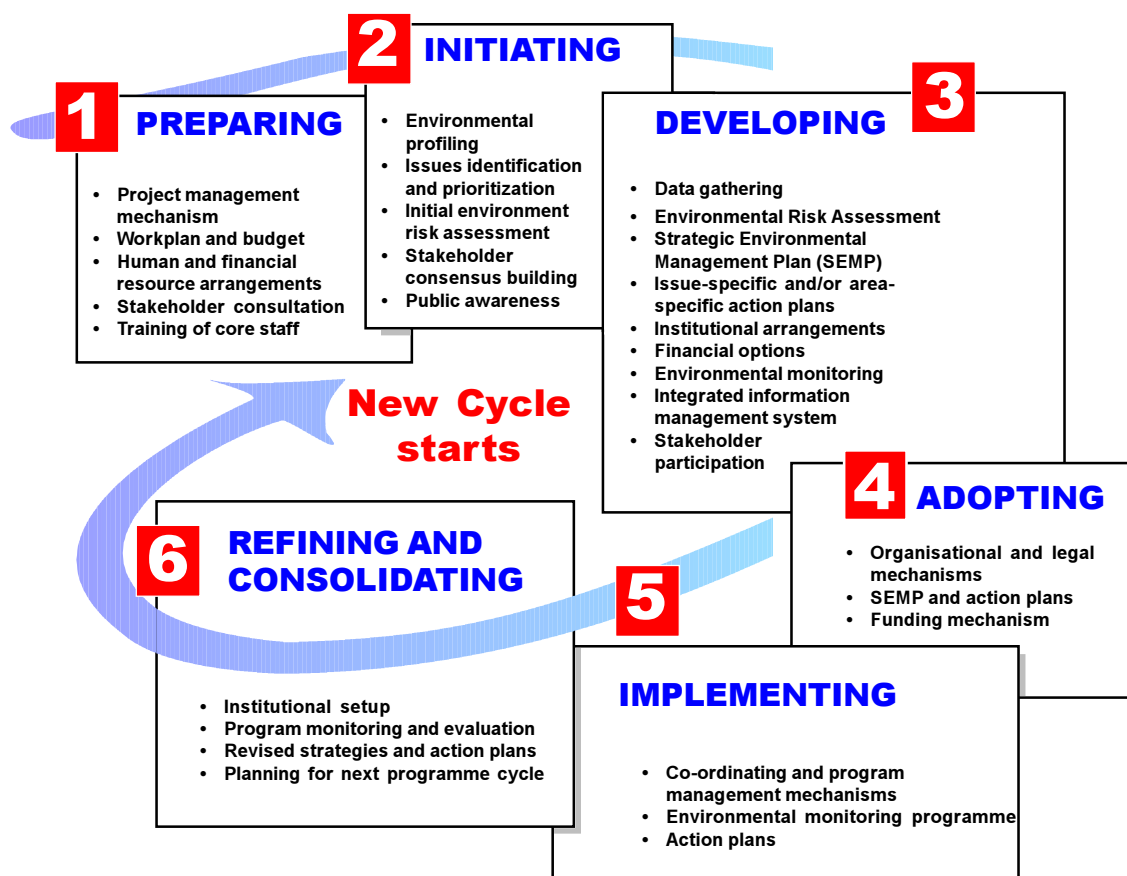 1
PREPARING
• Project management
mechanism
• Workplan and budget
• Human and financial
resource arrangements
• Stakeholder consultation
• Training of core staff
2
INITIATING
• Environmental
profiling
• Issues identification
and prioritization
• Initial environment
risk assessment
• Stakeholder
consensus building
• Public awareness
3
DEVELOPING
• Data gathering
• Environmental Risk Assessment
• Strategic Environmental
Management Plan (SEMP)
• Issue-specific and/or area-
specific action plans
• Institutional arrangements
• Financial options
• Environmental monitoring
• Integrated information
management system
• Stakeholder
participation
4
ADOPTING
• Organisational and legal
mechanisms
• SEMP and action plans
• Funding mechanism
5
IMPLEMENTING
• Co-ordinating and program
management mechanisms
• Environmental monitoring programme
• Action plans
6
REFINING AND
CONSOLIDATING
• Institutional setup
• Program monitoring and evaluation
• Revised strategies and action plans
• Planning for next programme cycle
New Cycle
starts